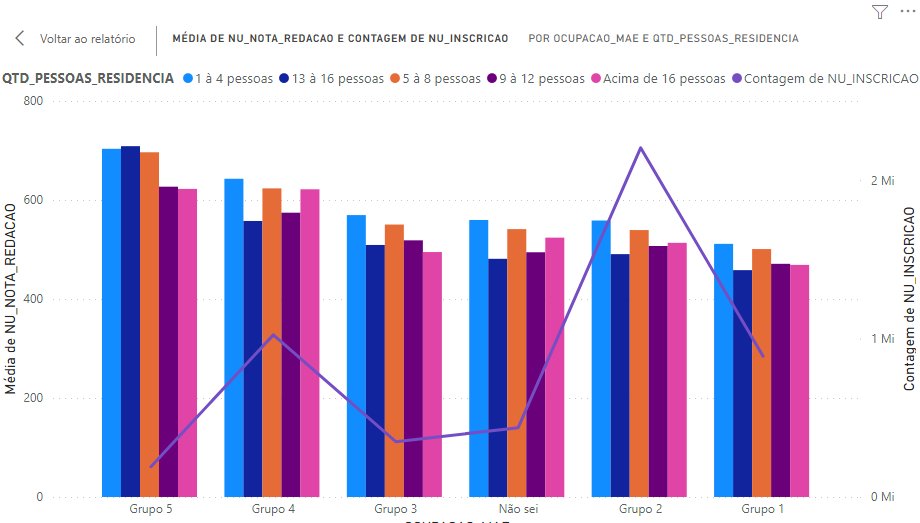 Voltar ao relatório
MÉDIA DE NU_NOTA_REDACAO E CONTAGEM DE NU_INSCRICAO
POR OCUPACAO_MAE E QTD_PESSOAS_RESIDENCIA
QTD_PESSOAS_RESIDENCIA 1 à 4 pessoas 13 à 16 pessoas 5 à 8 pessoas 9 à 12 pessoas Acima de 16 pessoas Contagem de NU_INSCRICAO
Média de NU_NOTA_REDACAO
800
600
400
200
0
2 Mi
1 Mi
0 Mi
Contagem de NU_INSCRICAO
Grupo 5 Grupo 4 Grupo 3 Não sei Grupo 2 Grupo 1